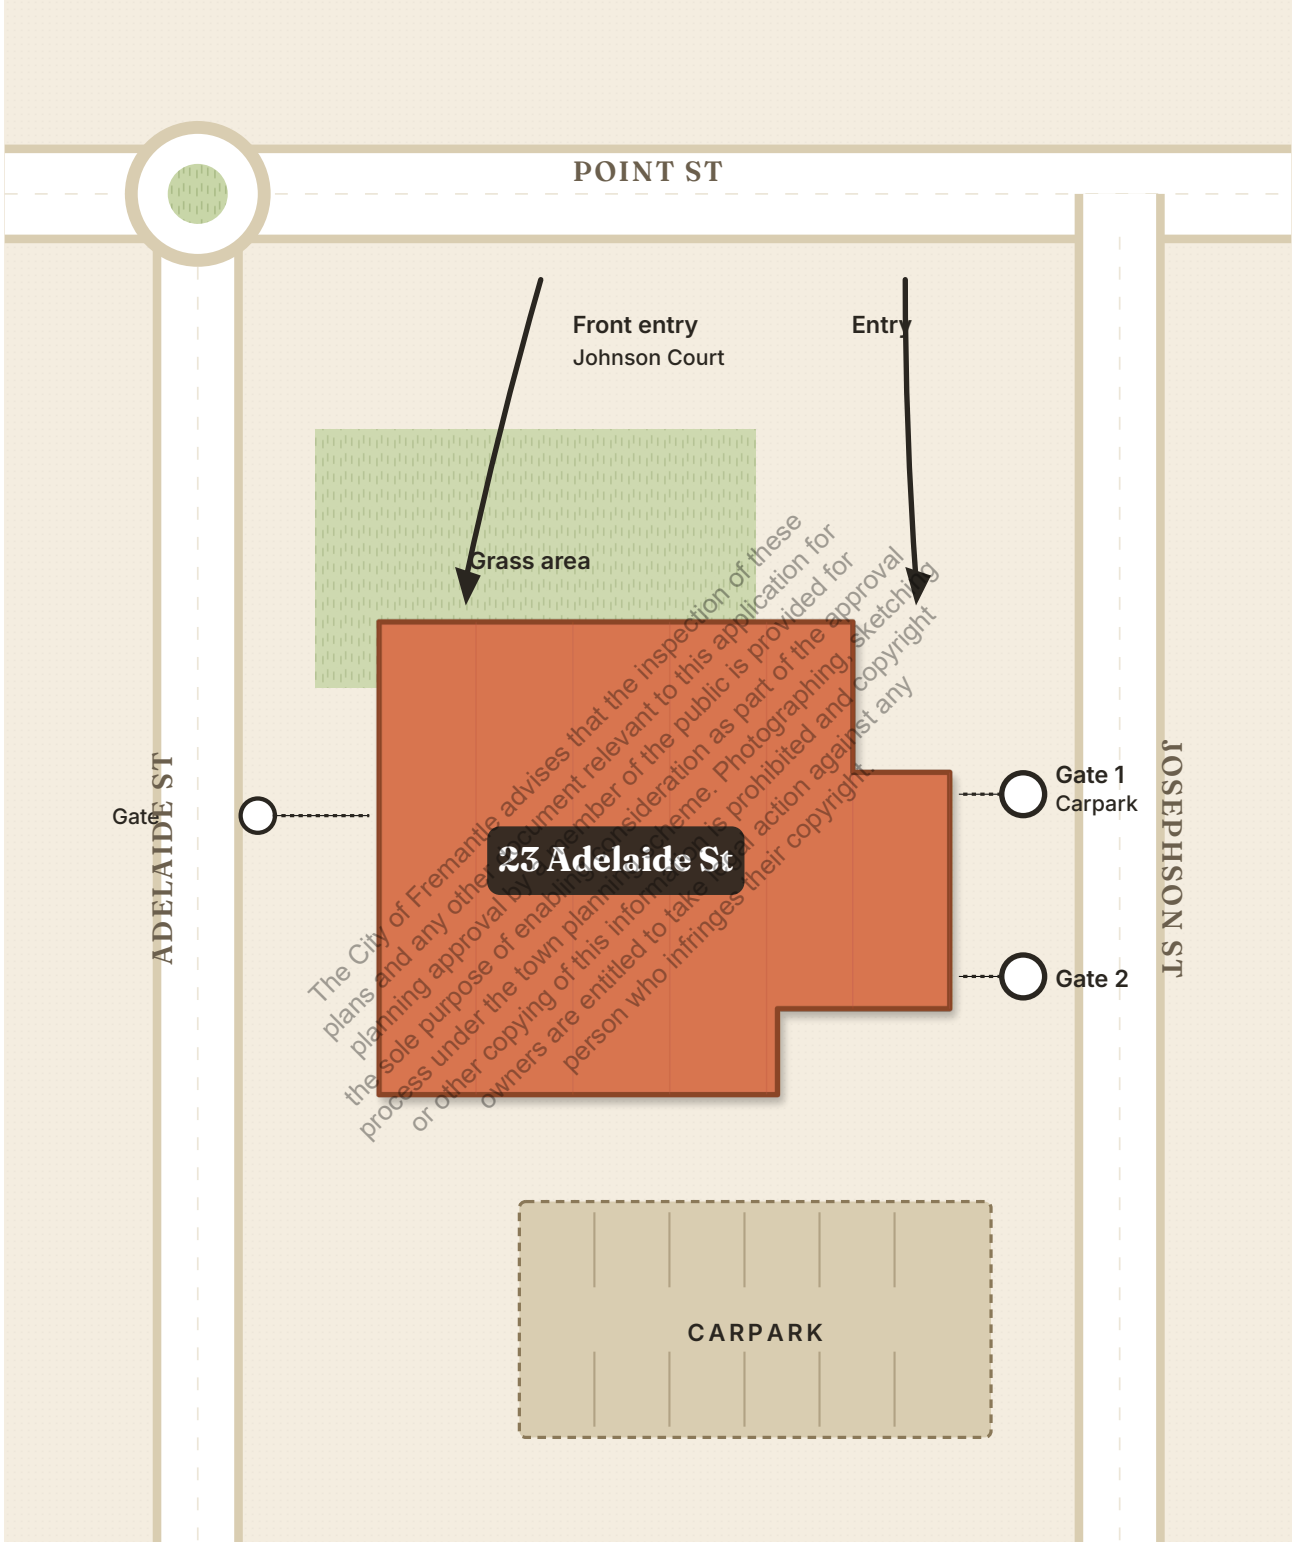 POINT ST
Front entry
Johnson Court
Entry
Grass area
The City of Fremantle advises that the inspection of these
plans and any other document relevant to this application for
planning approval by a member of the public is provided for
the sole purpose of enabling consideration as part of the approval
process under the town planning scheme. Photographing, sketching
or other copying of this information is prohibited and copyright
owners are entitled to take legal action against any
person who infringes their copyright.
Gate
ADELAIDE ST
23 Adelaide St
Gate 1
Carpark
JOSEPHSON ST
Gate 2
CARPARK